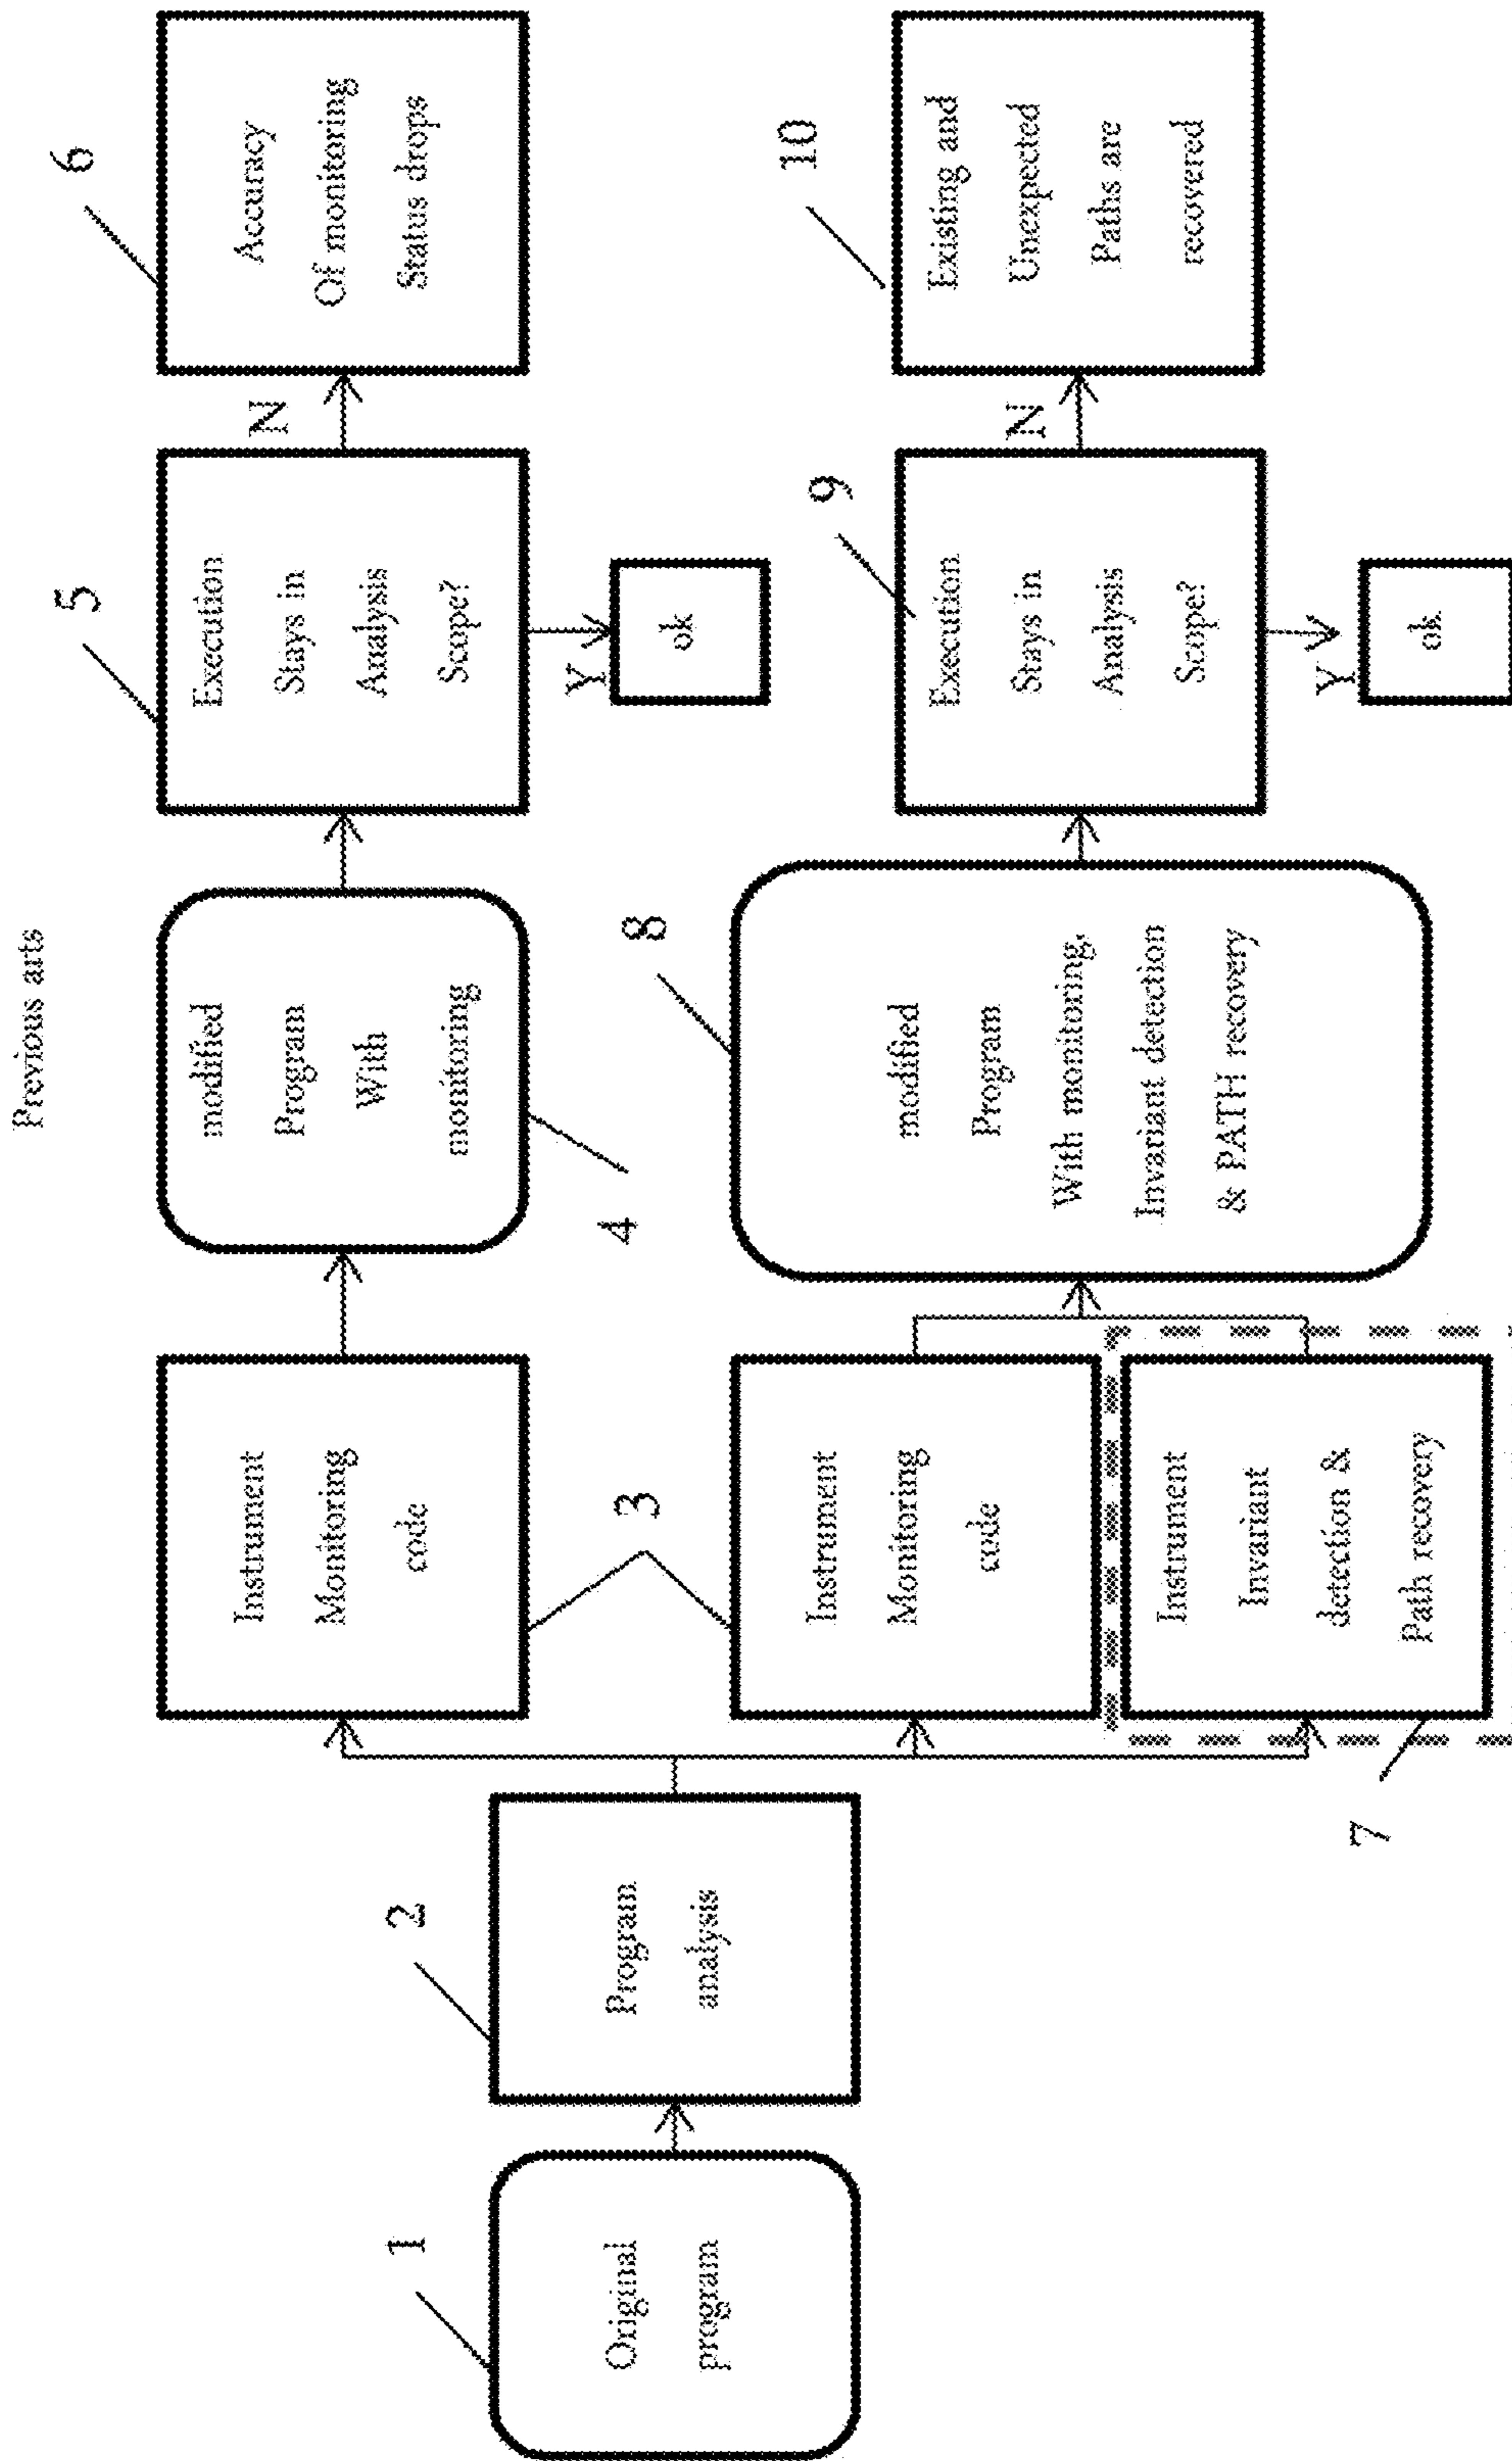 Previous arts
1
Original
program
2
Program
analysis
3
Instrument
Monitoring
code
4
modified
Program
With
monitoring
5
Execution
Stays in
Analysis
Scope?
Y
ok
N
6
Accuracy
Of monitoring
Status drops
Instrument
Monitoring
code
7
Instrument
Invariant
detection &
Path recovery
8
modified
Program
With monitoring,
Invariant detection
& PATH recovery
9
Execution
Stays in
Analysis
Scope?
Y
ok
N
10
Existing and
Unexpected
Paths are
recovered